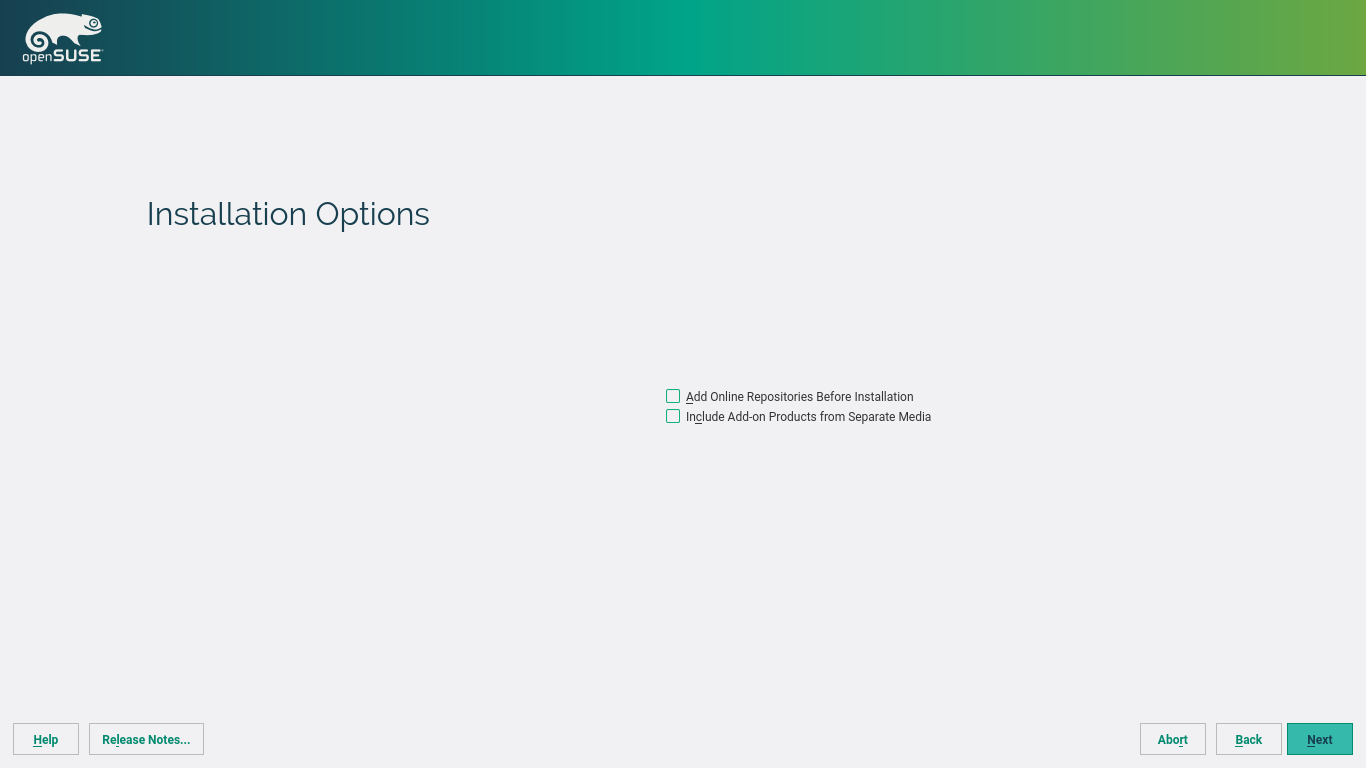 openSUSE
Installation Options
Add Online Repositories Before Installation
Include Add-on Products from Separate Media
Help
Release Notes...
Abort
Back
Next